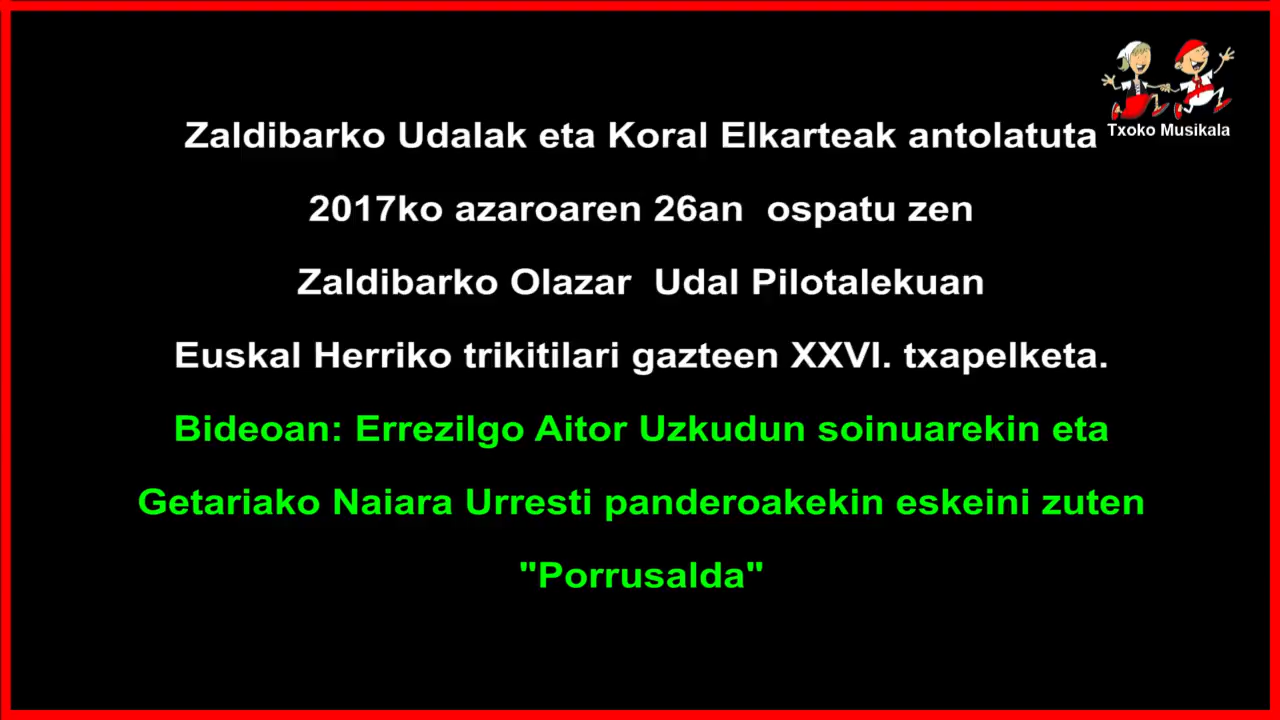 Txoko Musikala
Zaldibarko Udalak eta Koral Elkarteak antolatuta
2017ko azaroaren 26an  ospatu zen
Zaldibarko Olazar  Udal Pilotalekuan
Euskal Herriko trikitilari gazteen XXVI. txapelketa.
Bideoan: Errezilgo Aitor Uzkudun soinuarekin eta
Getariako Naiara Urresti panderoakekin eskeini zuten
"Porrusalda"